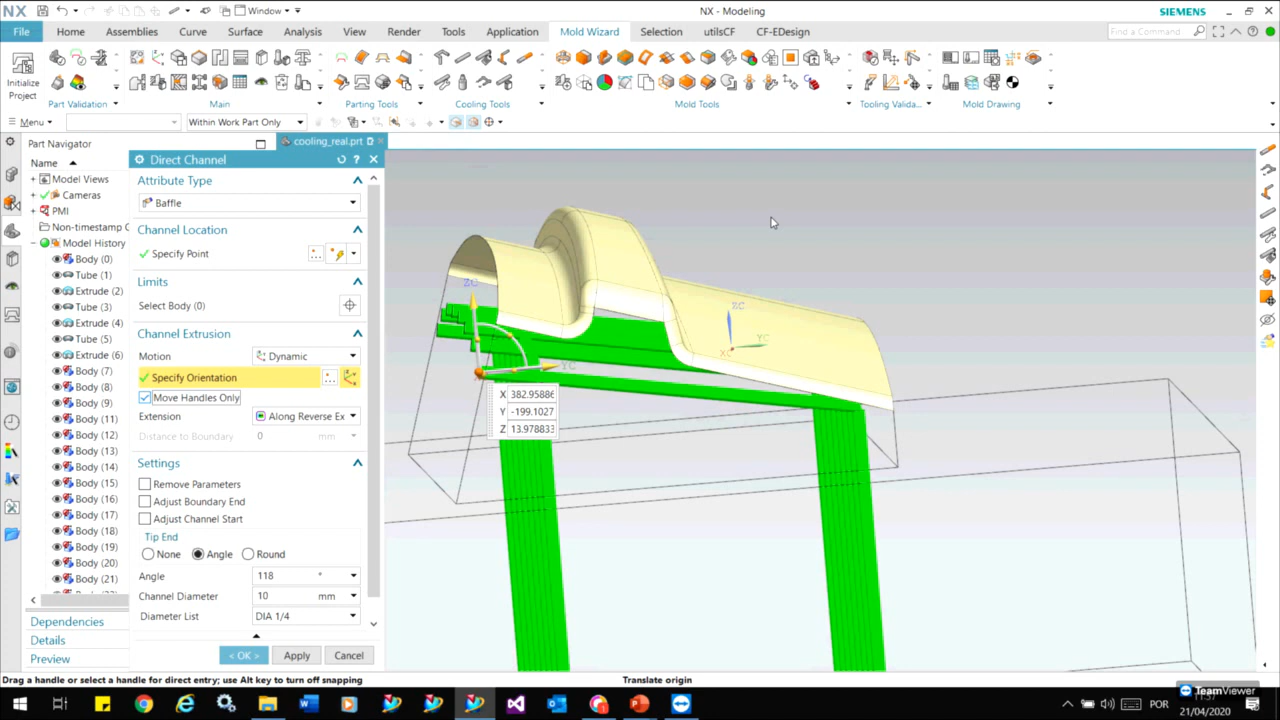 NX
Window
NX - Modeling
SIEMENS
File
Home
Assemblies
Curve
Surface
Analysis
View
Render
Tools
Application
Mold Wizard
Selection
utilsCF
CF-EDesign
Find a Command
Initialize
Project
Part Validation
Main
Parting Tools
Cooling Tools
Mold Tools
Tooling Valida...
Mold Drawing
Menu
Within Work Part Only
Part Navigator
cooling_real.prt
Name
Model Views
Cameras
PMI
Non-timestamp
Model History
Body (0)
Tube (1)
Extrude (2)
Tube (3)
Extrude (4)
Tube (5)
Extrude (6)
Body (7)
Body (8)
Body (9)
Body (11)
Body (12)
Body (13)
Body (14)
Body (15)
Body (16)
Body (17)
Body (18)
Body (19)
Body (20)
Body (21)
Dependencies
Details
Preview
Direct Channel
Attribute Type
Baffle
Channel Location
Specify Point
Limits
Select Body (0)
Channel Extrusion
Motion
Dynamic
Specify Orientation
Move Handles Only
Extension
Along Reverse Ex
Distance to Boundary
0
mm
Settings
Remove Parameters
Adjust Boundary End
Adjust Channel Start
Tip End
None
Angle
Round
Angle
118
°
Channel Diameter
10
mm
Diameter List
DIA 1/4
< OK >
Apply
Cancel
ZC
YC
X 382.95886
Y -199.1027
Z 13.978833
ZC
YC
XC
Drag a handle or select a handle for direct entry; use Alt key to turn off snapping
Translate origin
TeamViewer
POR
21/04/2020